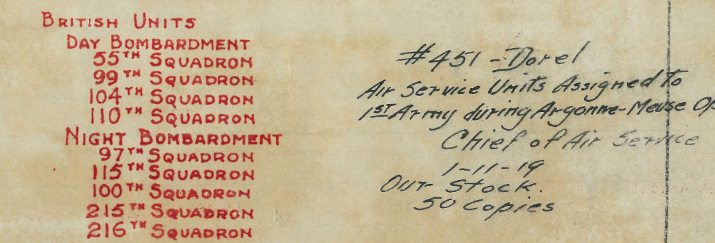 BRITISH UNITS
DAY BOMBARDMENT
55TH SQUADRON
99TH SQUADRON
104TH SQUADRON
110TH SQUADRON
NIGHT BOMBARDMENT
97TH SQUADRON
115TH SQUADRON
100TH SQUADRON
215TH SQUADRON
216TH SQUADRON
#451 - Dorel
Air Service Units Assigned to
1ST Army during Argonne-Meuse Op
Chief of Air Service
1-11-19
Our Stock.
50 Copies